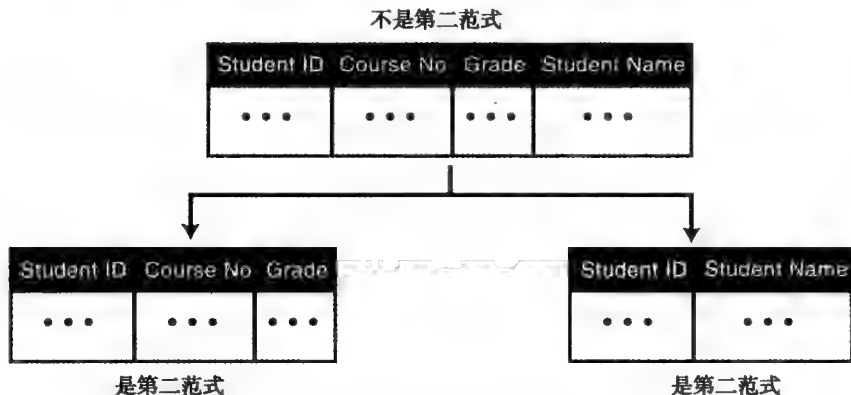 不是第二范式
Student ID Course No Grade Student Name
••• ••• ••• •••
Student ID Course No Grade
••• ••• •••
是第二范式
Student ID Student Name
••• •••
是第二范式